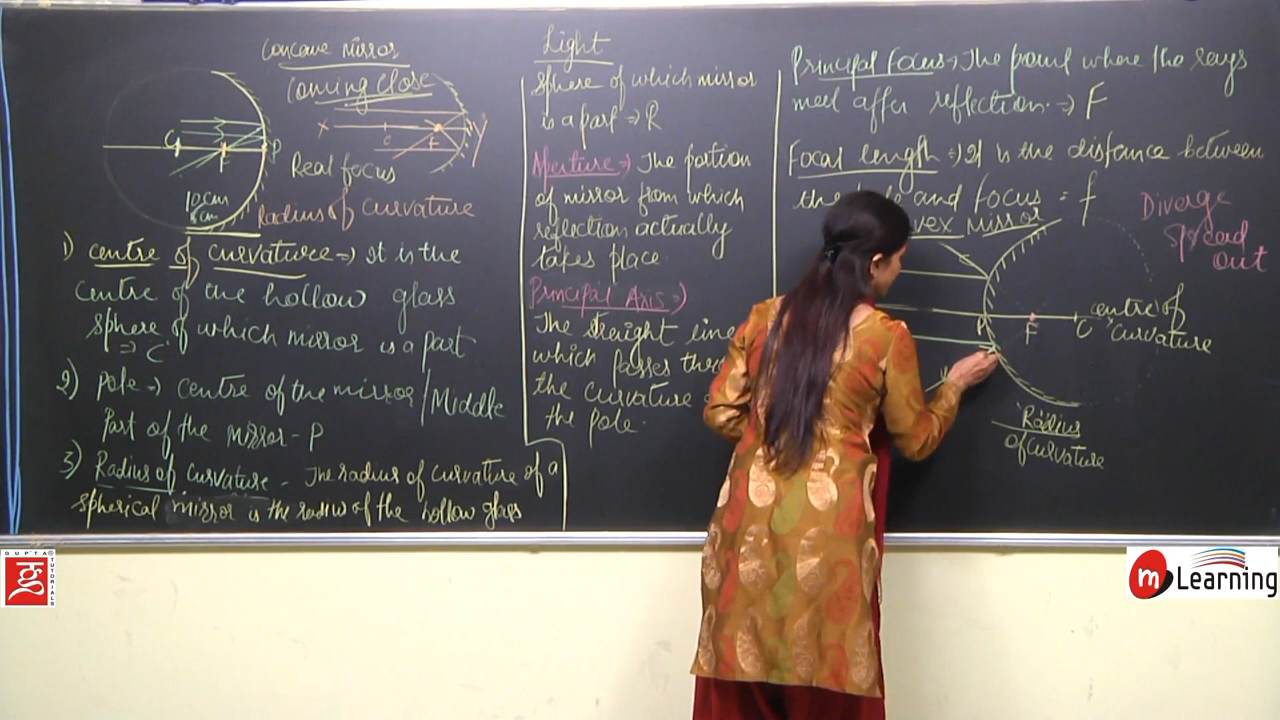 Concave mirror
Coming close
C
F
P
10 cm
Real focus
Radius of curvature
X
C
F
Y
1) centre of curvature => It is the
centre of the hollow glass
sphere of which mirror is a part
=> C
2) pole -> centre of the mirror / Middle
Part of the mirror - P
3) Radius of curvature - The radius of curvature of a
spherical mirror is the radius of the hollow glass
Light
sphere of which mirror
is a part => R
Aperture => The portion
of mirror from which
reflection actually
takes place.
Principal Axis =>
The straight line
which passes
the curvature
the pole.
Principal focus -> The point where the rays
meet after reflection. => F
Focal length => It is the distance between
the and focus = f
vex mirror
Diverge
Spread
out
P
F
C
centre of
curvature
Radius
of curvature
GUPTA
TUTORIALS
m Learning